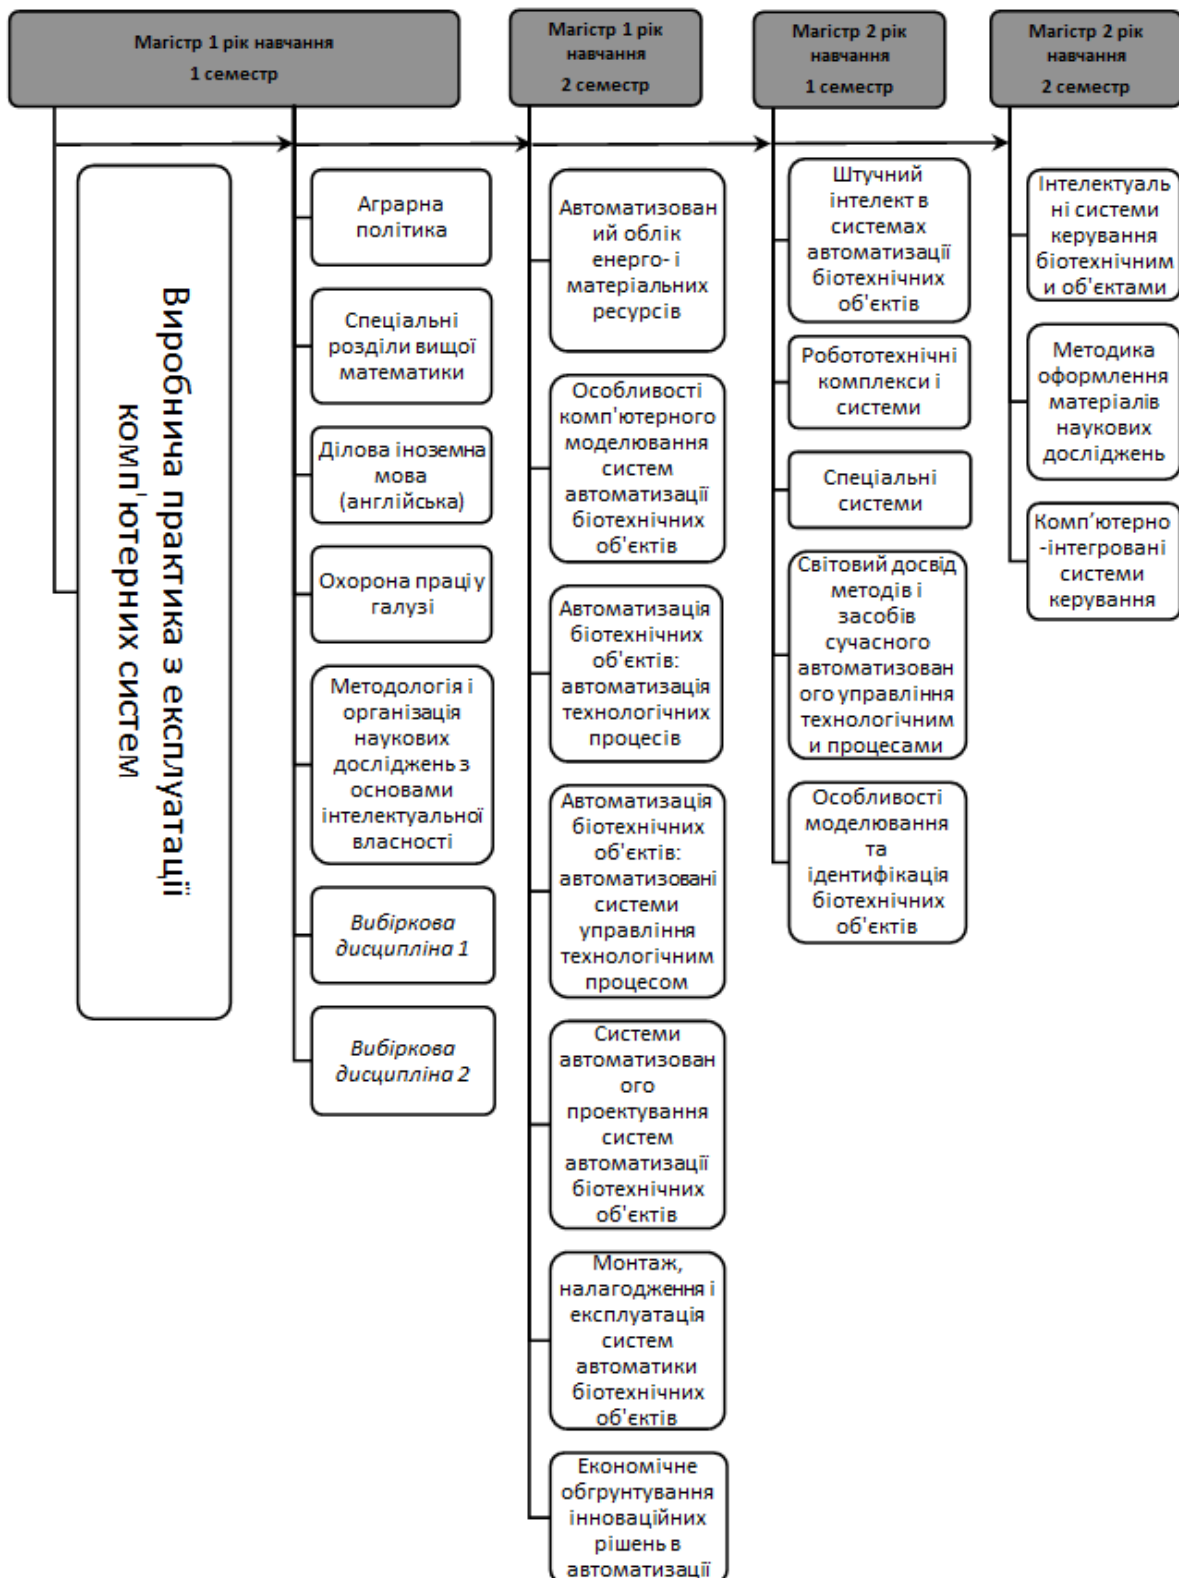 Магістр 1 рік навчання
1 семестр
Магістр 1 рік
навчання
2 семестр
Магістр 2 рік
навчання
1 семестр
Магістр 2 рік
навчання
2 семестр
Виробнича практика з експлуатації
комп'ютерних систем
Аграрна
політика
Спеціальні
розділи вищої
математики
Ділова іноземна
мова
(англійська)
Охорона праці у
галузі
Методологія і
організація
наукових
досліджень з
основами
інтелектуальної
власності
Вибіркова
дисципліна 1
Вибіркова
дисципліна 2
Автоматизован
ий облік
енерго- і
матеріальних
ресурсів
Особливості
комп'ютерного
моделювання
систем
автоматизації
біотехнічних
об'єктів
Автоматизація
біотехнічних
об'єктів:
автоматизація
технологічних
процесів
Автоматизація
біотехнічних
об'єктів:
автоматизовані
системи
управління
технологічним
процесом
Системи
автоматизован
ого
проектування
систем
автоматизації
біотехнічних
об'єктів
Монтаж,
налагодження і
експлуатація
систем
автоматики
біотехнічних
об'єктів
Економічне
обгрунтування
інноваційних
рішень в
автоматизації
Штучний
інтелект в
системах
автоматизації
біотехнічних
об'єктів
Робототехнічні
комплекси і
системи
Спеціальні
системи
Світовий досвід
методів і
засобів
сучасного
автоматизован
ого управління
технологічним
и процесами
Особливості
моделювання
та
ідентифікація
біотехнічних
об'єктів
Інтелектуаль
ні системи
керування
біотехнічним
и об'єктами
Методика
оформлення
матеріалів
наукових
досліджень
Комп’ютерно
-інтегровані
системи
керування